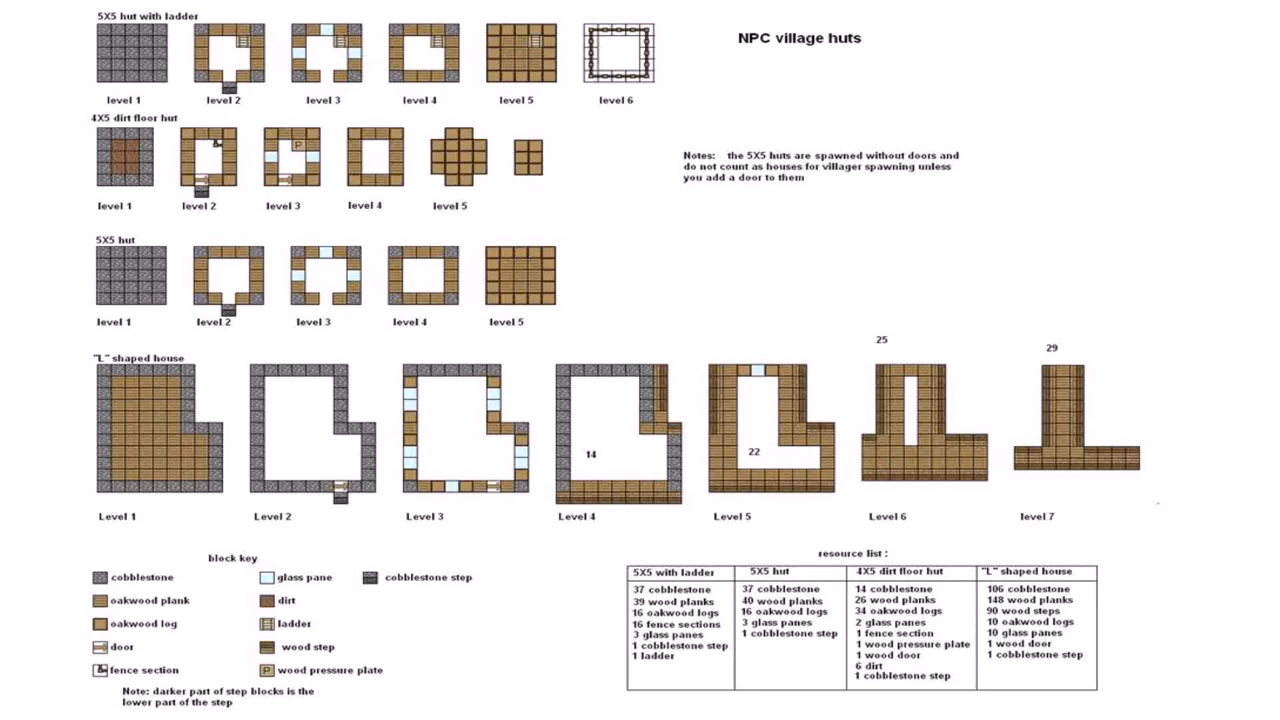 5X5 hut with ladder
NPC village huts
level 1
level 2
level 3
level 4
level 5
level 6
4X5 dirt floor hut
P
Notes: the 5X5 huts are spawned without doors and
do not count as houses for villager spawning unless
you add a door to them
level 1
level 2
level 3
level 4
level 5
5X5 hut
level 1
level 2
level 3
level 4
level 5
25
29
"L" shaped house
14
22
Level 1
Level 2
Level 3
Level 4
Level 5
Level 6
level 7
block key
cobblestone
glass pane
cobblestone step
oakwood plank
dirt
oakwood log
ladder
door
wood step
fence section
P wood pressure plate
Note: darker part of step blocks is the
lower part of the step
resource list :
5X5 with ladder
37 cobblestone
39 wood planks
16 oakwood logs
16 fence sections
3 glass panes
1 cobblestone step
1 ladder
5X5 hut
37 cobblestone
40 wood planks
16 oakwood logs
3 glass panes
1 cobblestone step
4X5 dirt floor hut
14 cobblestone
26 wood planks
34 oakwood logs
2 glass panes
1 fence section
1 wood pressure plate
1 wood door
6 dirt
1 cobblestone step
"L" shaped house
106 cobblestone
148 wood planks
90 wood steps
10 oakwood logs
10 glass panes
1 wood door
1 cobblestone step